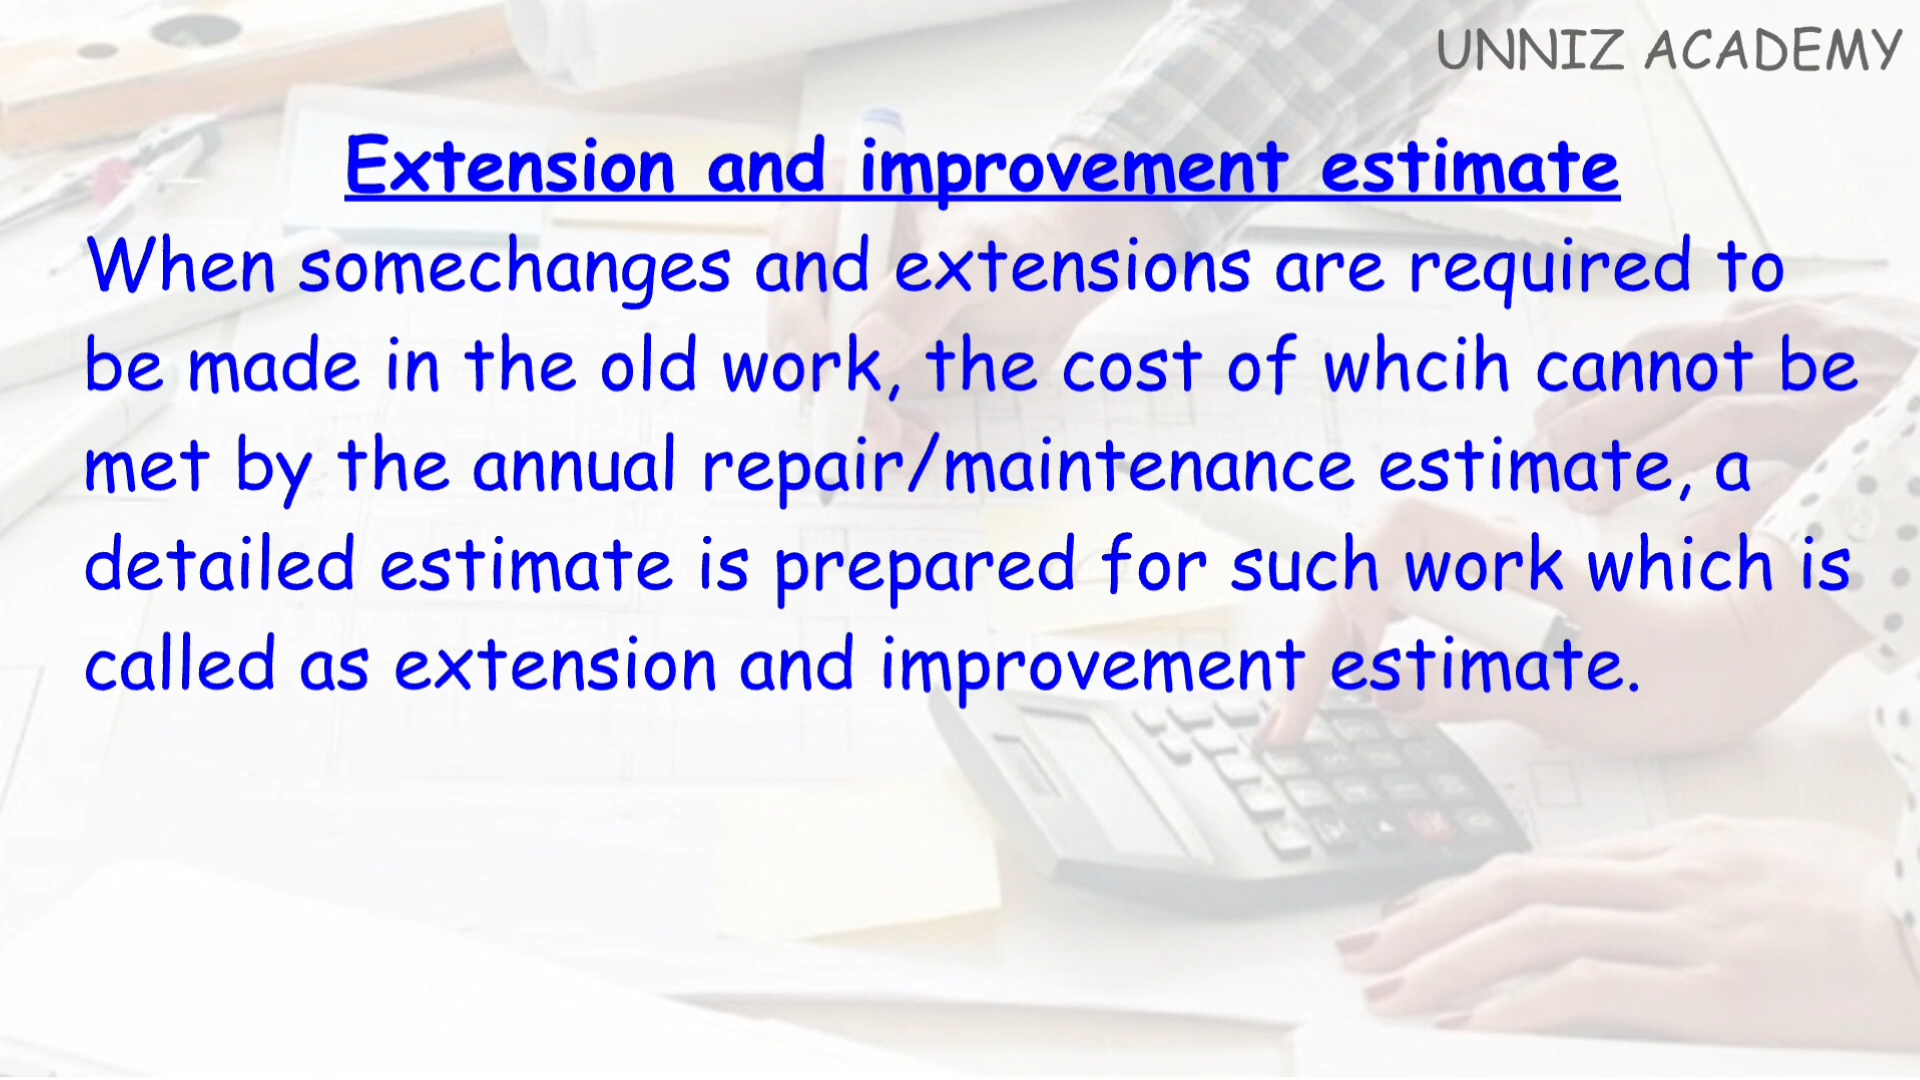 UNNIZ ACADEMY
Extension and improvement estimate
When somechanges and extensions are required to
be made in the old work, the cost of whcih cannot be
met by the annual repair/maintenance estimate, a
detailed estimate is prepared for such work which is
called as extension and improvement estimate.